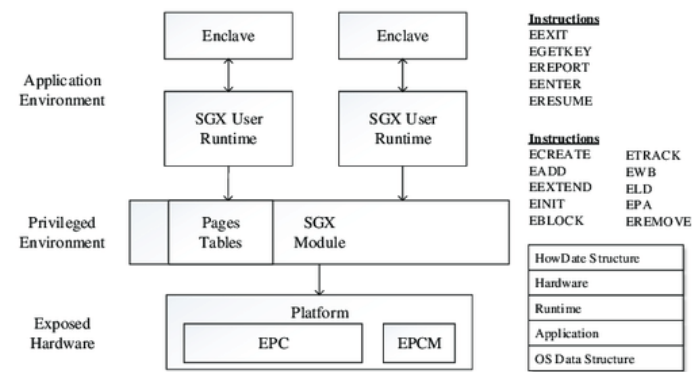 Enclave
Enclave
Application
Environment
SGX User
Runtime
SGX User
Runtime
Privileged
Environment
Pages
Tables
SGX
Module
Exposed
Hardware
Platform
EPC
EPCM
Instructions
EEXIT
EGETKEY
EREPORT
EENTER
ERESUME
Instructions
ECREATE ETRACK
EADD EWB
EEXTEND ELD
EINIT EPA
EBLOCK EREMOVE
HowDate Structure
Hardware
Runtime
Application
OS Data Structure